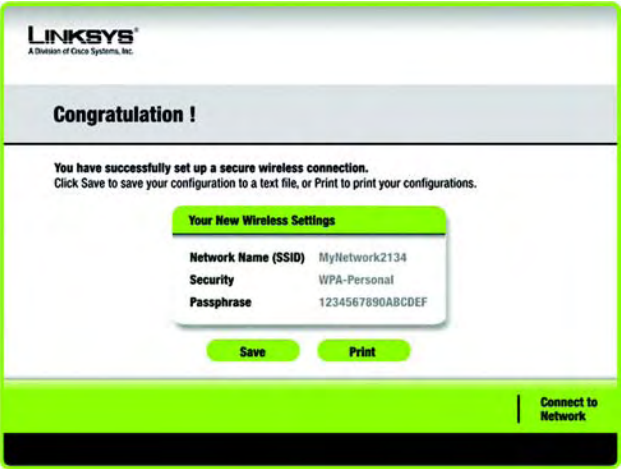 LINKSYS®
A Division of Cisco Systems, Inc.
Congratulation !
You have successfully set up a secure wireless connection.
Click Save to save your configuration to a text file, or Print to print your configurations.
Your New Wireless Settings
Network Name (SSID) MyNetwork2134
Security WPA-Personal
Passphrase 1234567890ABCDEF
Save Print
Connect to
Network